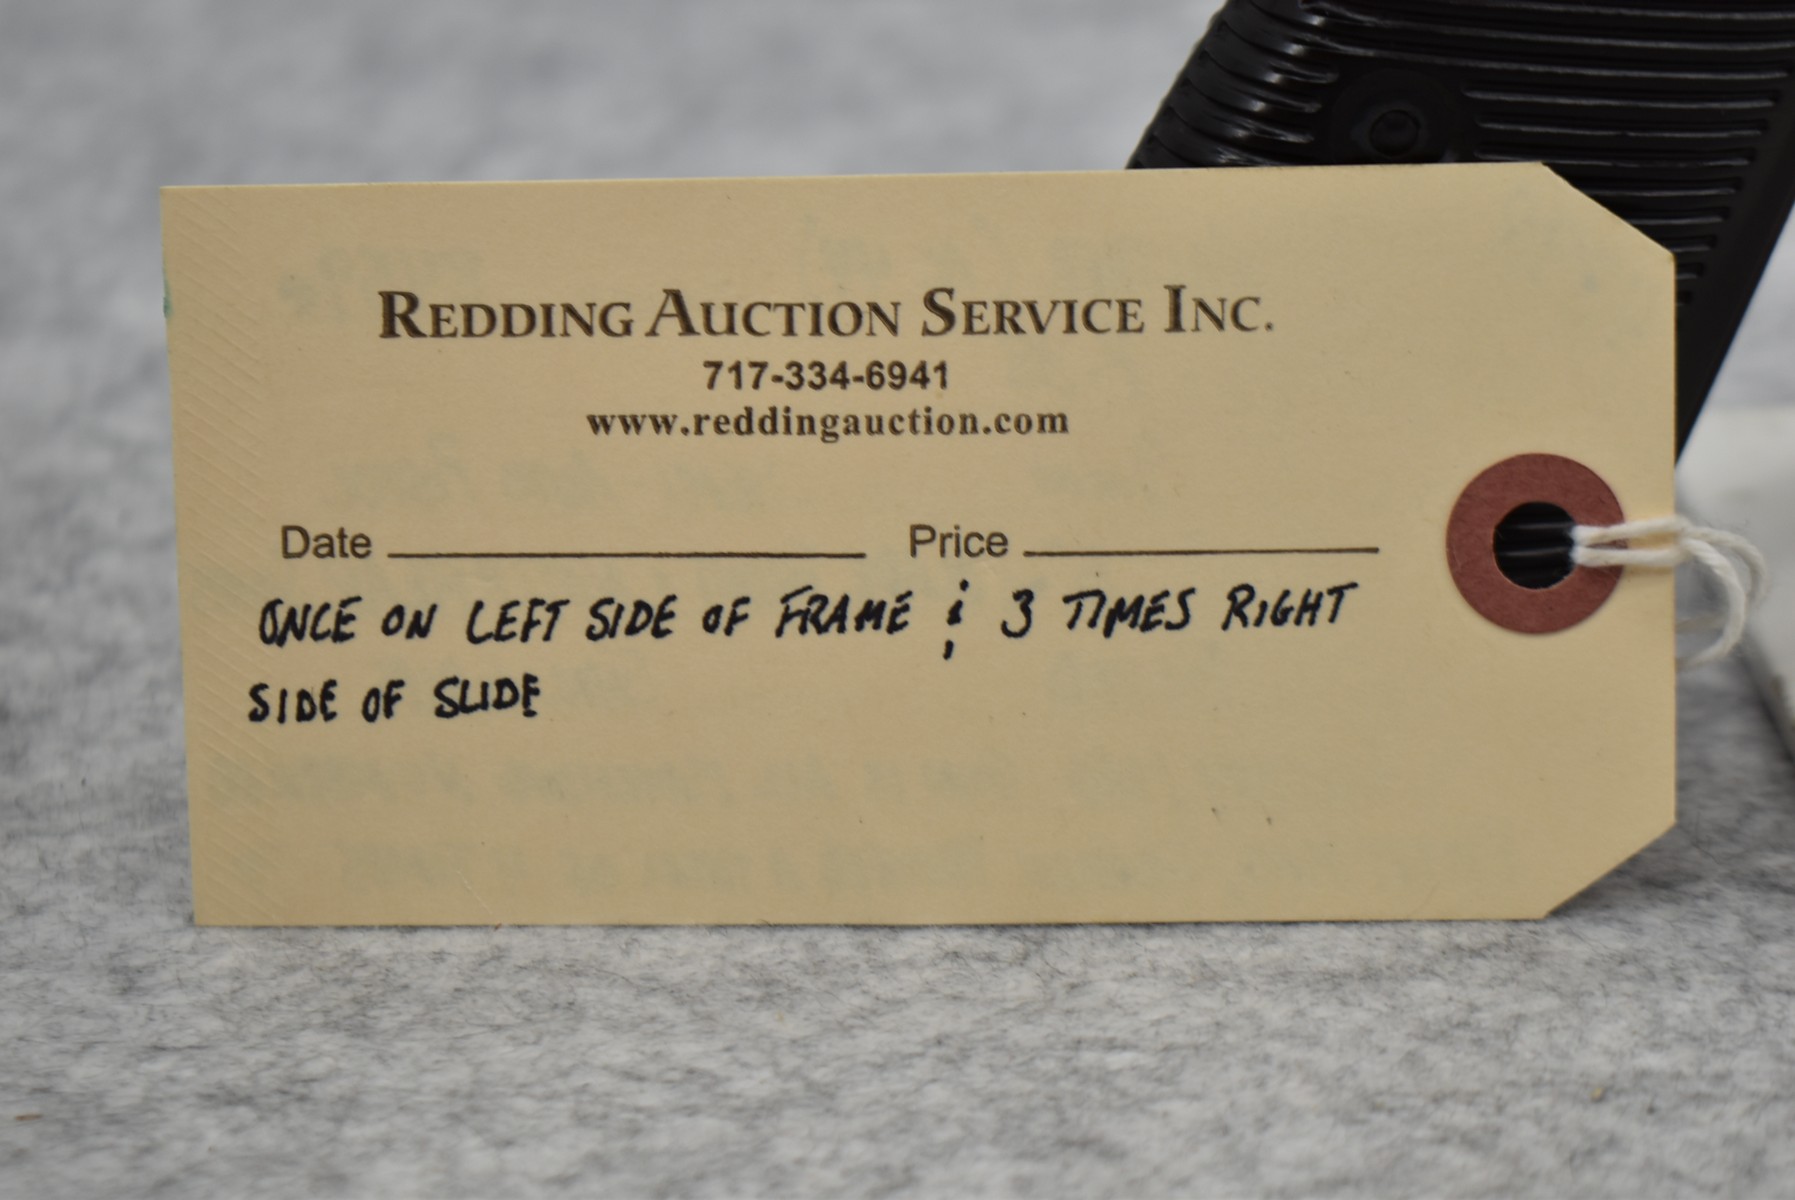 REDDING AUCTION SERVICE INC.
717-334-6941
www.reddingauction.com
Date Price
ONCE ON LEFT SIDE OF FRAME & 3 TIMES RIGHT
SIDE OF SLIDE